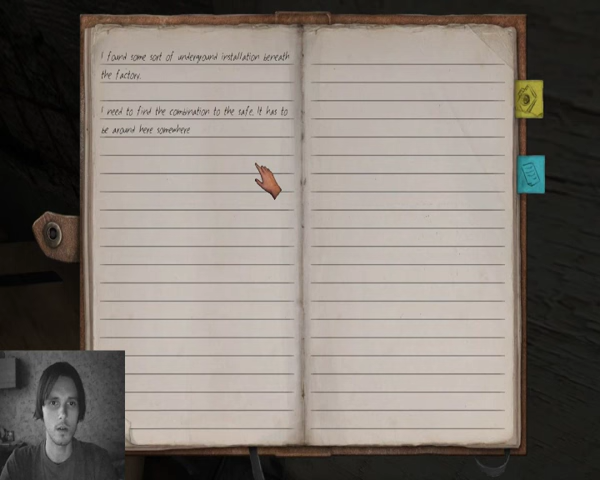 I found some sort of underground installation beneath
the factory.
I need to find the combination to the safe. It has to
be around here somewhere